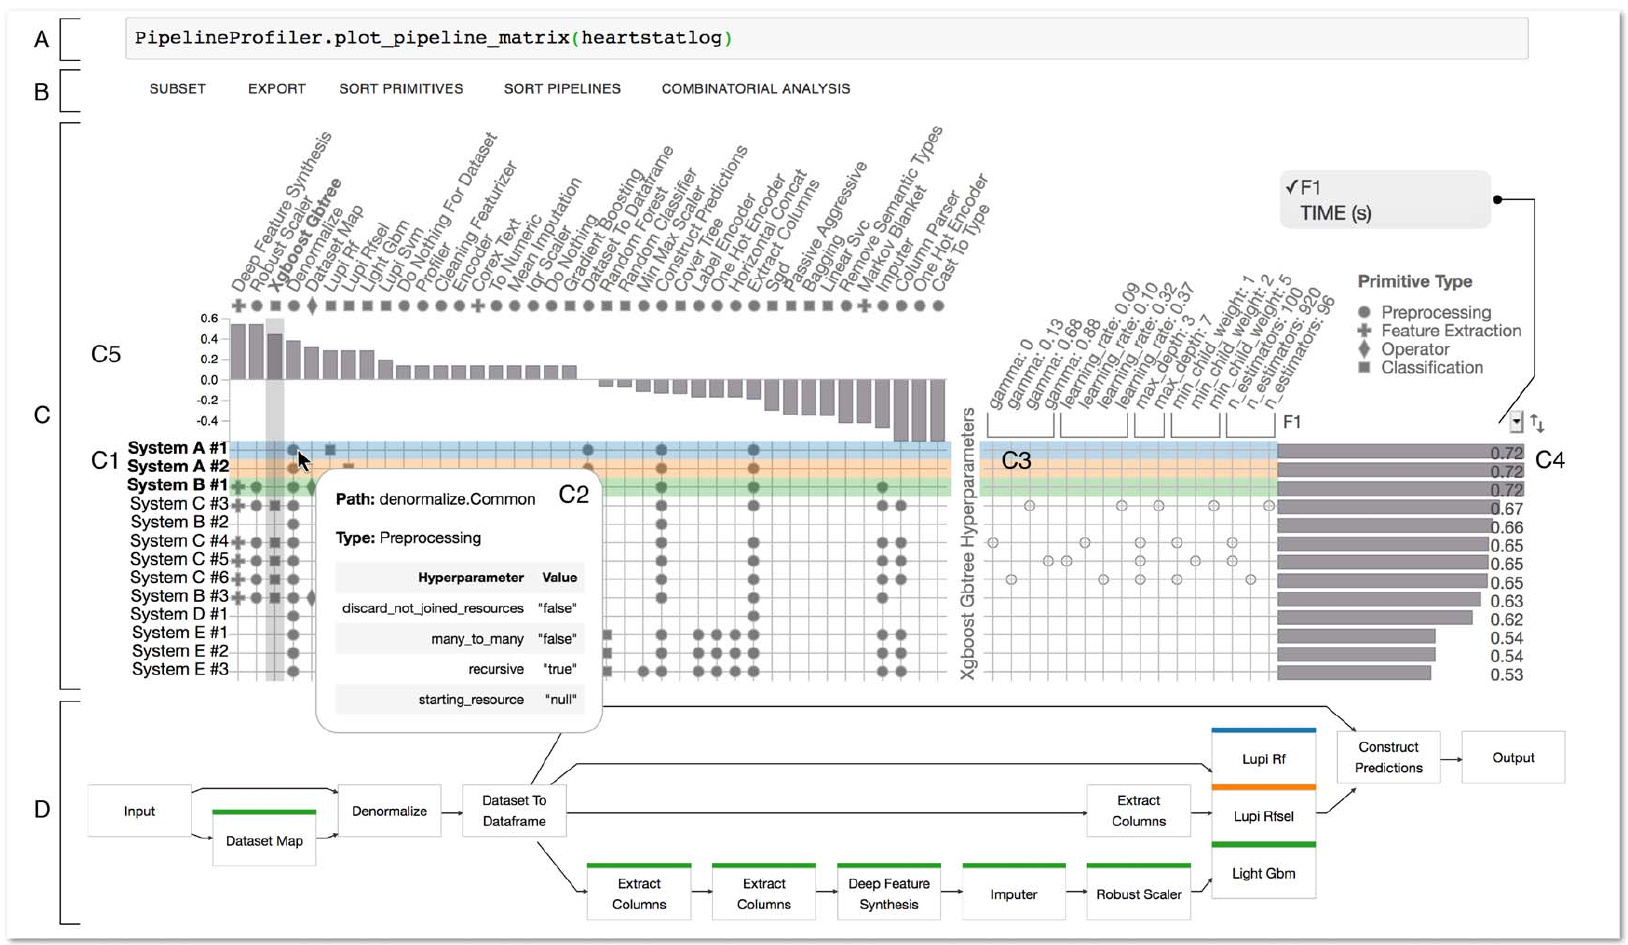 A
PipelineProfiler.plot_pipeline_matrix(heartstatlog)
B
SUBSET EXPORT SORT PRIMITIVES SORT PIPELINES COMBINATORIAL ANALYSIS
C
Deep Feature Synthesis
Robust Scaler
Xgboost Gbtree
Denormalize
Dataset Map
Lupi Rf
Lupi Rfsel
Light Gbm
Lupi Svm
Do Nothing For Dataset
Profiler
Cleaning Featurizer
Encoder
Corex Text
To Numeric
Mean Imputation
Iqr Scaler
Do Nothing
Gradient Boosting
Dataset To Dataframe
Random Forest
Random Classifier
Min Max Scaler
Construct Predictions
Cover Tree
Label Encoder
One Hot Encoder
Horizontal Concat
Extract Columns
Sgd
Passive Aggressive
Bagging
Linear Svc
Remove Semantic Types
Markov Blanket
Imputer
Column Parser
One Hot Encoder
Cast To Type
✓F1
TIME (s)
Primitive Type
Preprocessing
Feature Extraction
Operator
Classification
C5
0.6
0.4
0.2
0.0
-0.2
-0.4
gamma: 0
gamma: 0.13
gamma: 0.68
gamma: 0.88
learning_rate: 0.09
learning_rate: 0.10
learning_rate: 0.32
learning_rate: 0.37
max_depth: 3
max_depth: 7
min_child_weight: 1
min_child_weight: 2
min_child_weight: 5
n_estimators: 100
n_estimators: 920
n_estimators: 96
F1
C1
System A #1
System A #2
System B #1
System C #3
System B #2
System C #4
System C #5
System C #6
System B #3
System D #1
System E #1
System E #2
System E #3
C2
Path: denormalize.Common
Type: Preprocessing
Hyperparameter Value
discard_not_joined_resources "false"
many_to_many "false"
recursive "true"
starting_resource "null"
Xgboost Gbtree Hyperparameters
C3
C4
0.72
0.72
0.72
0.67
0.66
0.65
0.65
0.65
0.63
0.62
0.54
0.54
0.53
D
Input
Dataset Map
Denormalize
Dataset To
Dataframe
Extract
Columns
Extract
Columns
Deep Feature
Synthesis
Imputer
Robust Scaler
Extract
Columns
Lupi Rf
Lupi Rfsel
Light Gbm
Construct
Predictions
Output